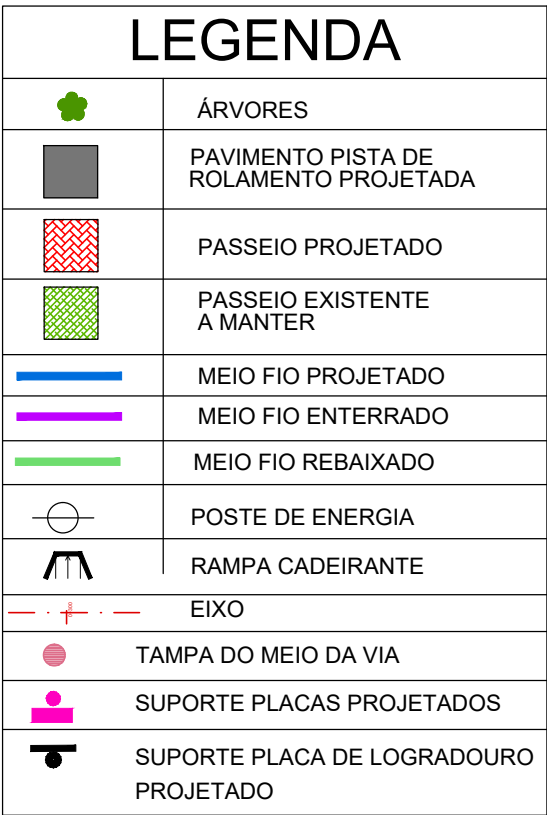 LEGENDA
ÁRVORES
PAVIMENTO PISTA DE
ROLAMENTO PROJETADA
PASSEIO PROJETADO
PASSEIO EXISTENTE
A MANTER
MEIO FIO PROJETADO
MEIO FIO ENTERRADO
MEIO FIO REBAIXADO
POSTE DE ENERGIA
RAMPA CADEIRANTE
EIXO
TAMPA DO MEIO DA VIA
SUPORTE PLACAS PROJETADOS
SUPORTE PLACA DE LOGRADOURO
PROJETADO